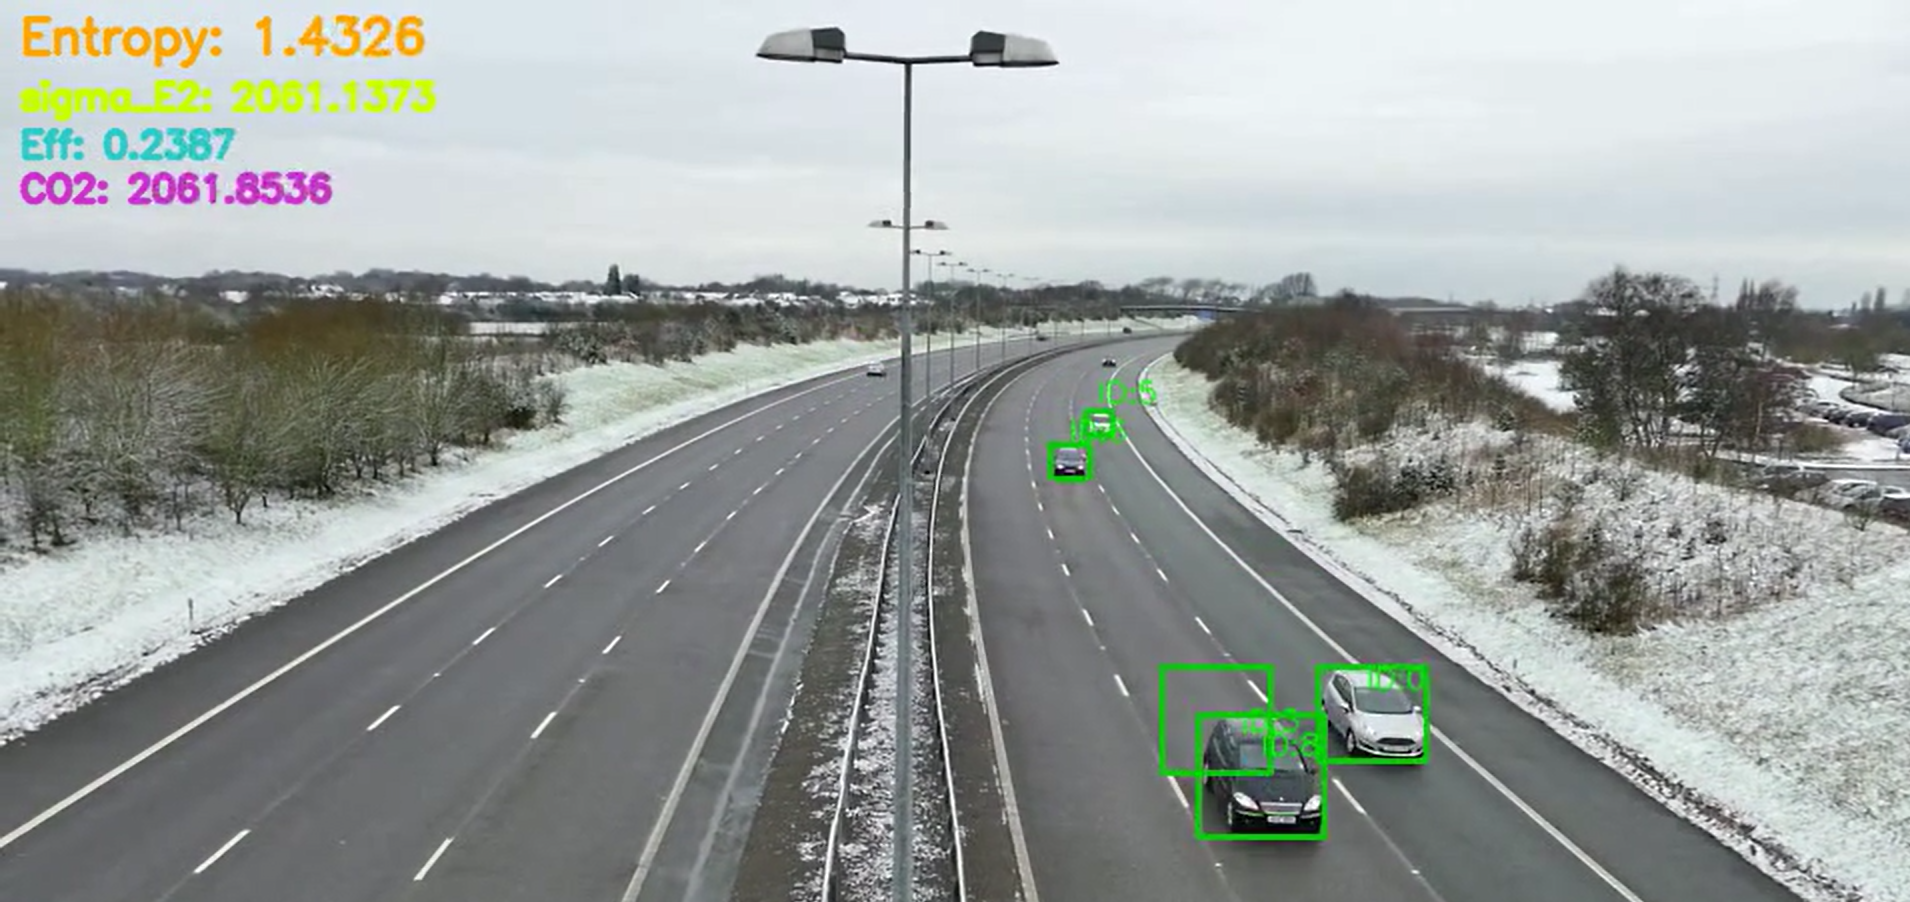 Entropy: 1.4326
sigma_E2: 2061.1373
Eff: 0.2387
CO2: 2061.8536
ID:5
ID:0
ID:8